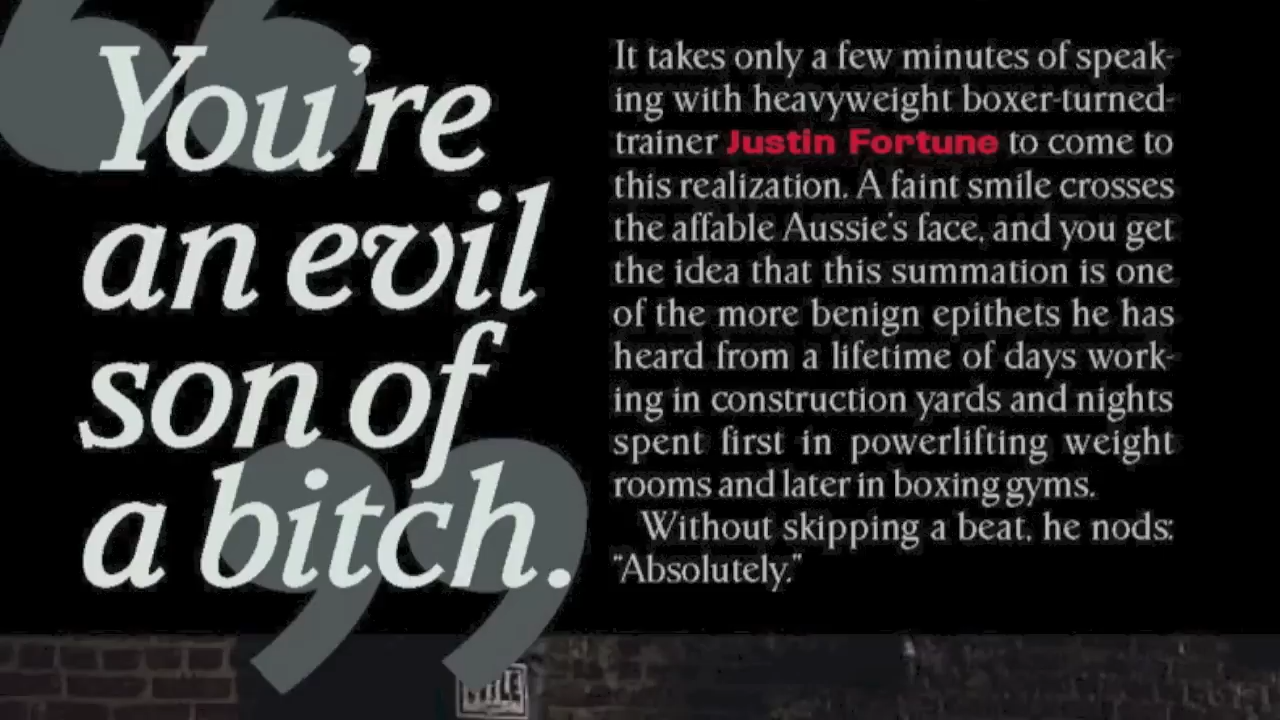 You're
an evil
son of
a bitch.
It takes only a few minutes of speak-
ing with heavyweight boxer-turned-
trainer Justin Fortune to come to
this realization. A faint smile crosses
the affable Aussie's face, and you get
the idea that this summation is one
of the more benign epithets he has
heard from a lifetime of days work-
ing in construction yards and nights
spent first in powerlifting weight
rooms and later in boxing gyms.
Without skipping a beat, he nods:
"Absolutely."